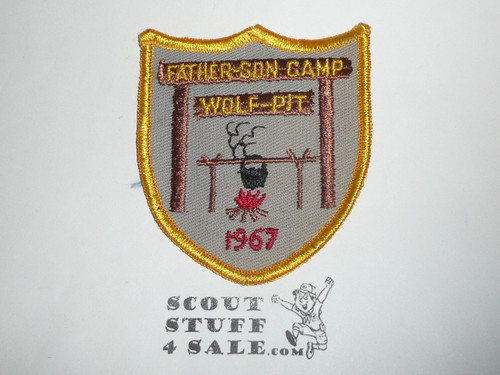 FATHER-SON-CAMP
WOLF-PIT
1967
SCOUT
STUFF
4 SALE.COM